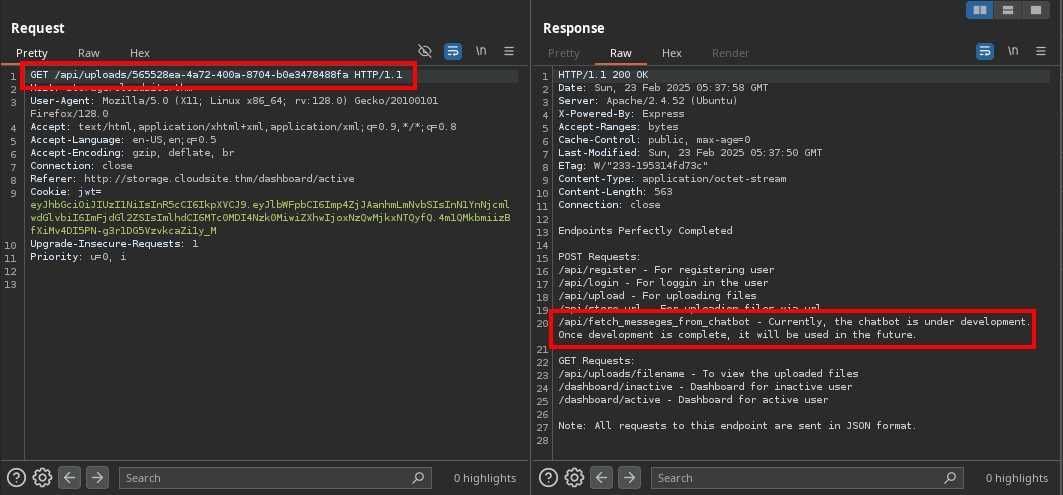 Request
Pretty Raw Hex
\n
1 GET /api/uploads/565528ea-4a72-400a-8704-b0e3478488fa HTTP/1.1
2
3 User-Agent: Mozilla/5.0 (X11; Linux x86_64; rv:128.0) Gecko/20100101
Firefox/128.0
4 Accept: text/html,application/xhtml+xml,application/xml;q=0.9,*/*;q=0.8
5 Accept-Language: en-US,en;q=0.5
6 Accept-Encoding: gzip, deflate, br
7 Connection: close
8 Referer: http://storage.cloudsite.thm/dashboard/active
9 Cookie: jwt=
10 Upgrade-Insecure-Requests: 1
11 Priority: u=0, i
12
13
Search
0 highlights
Response
Pretty Raw Hex Render
\n
1 HTTP/1.1 200 OK
2 Date: Sun, 23 Feb 2025 05:37:58 GMT
3 Server: Apache/2.4.52 (Ubuntu)
4 X-Powered-By: Express
5 Accept-Ranges: bytes
6 Cache-Control: public, max-age=0
7 Last-Modified: Sun, 23 Feb 2025 05:37:50 GMT
8 ETag: W/"233-195314fd73c"
9 Content-Type: application/octet-stream
10 Content-Length: 563
11 Connection: close
12
13 Endpoints Perfectly Completed
14
15 POST Requests:
16 /api/register - For registering user
17 /api/login - For loggin in the user
18 /api/upload - For uploading files
19 /api/store-url - For uploadion files via url
20 /api/fetch_messeges_from_chatbot - Currently, the chatbot is under development.
Once development is complete, it will be used in the future.
21
22 GET Requests:
23 /api/uploads/filename - To view the uploaded files
24 /dashboard/inactive - Dashboard for inactive user
25 /dashboard/active - Dashboard for active user
26
27 Note: All requests to this endpoint are sent in JSON format.
28
Search
0 highlights